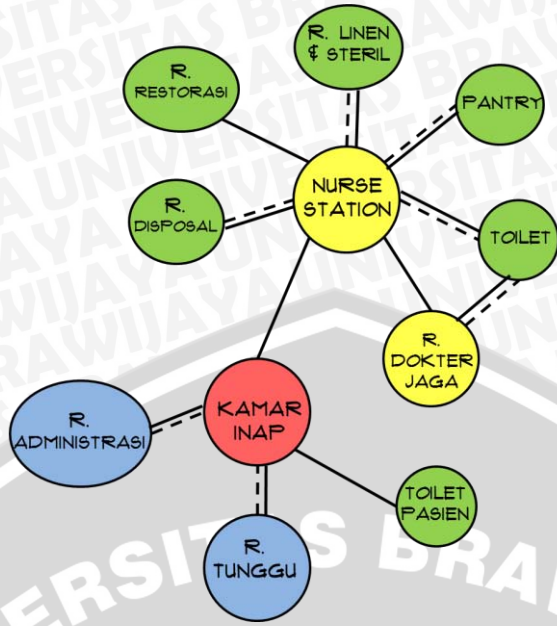 R. LINEN
& STERIL
R.
RESTORASI
PANTRY
NURSE
STATION
R.
DISPOSAL
TOILET
R.
DOKTER
JAGA
KAMAR
INAP
R.
ADMINISTRASI
TOILET
PASIEN
R.
TUNGGU